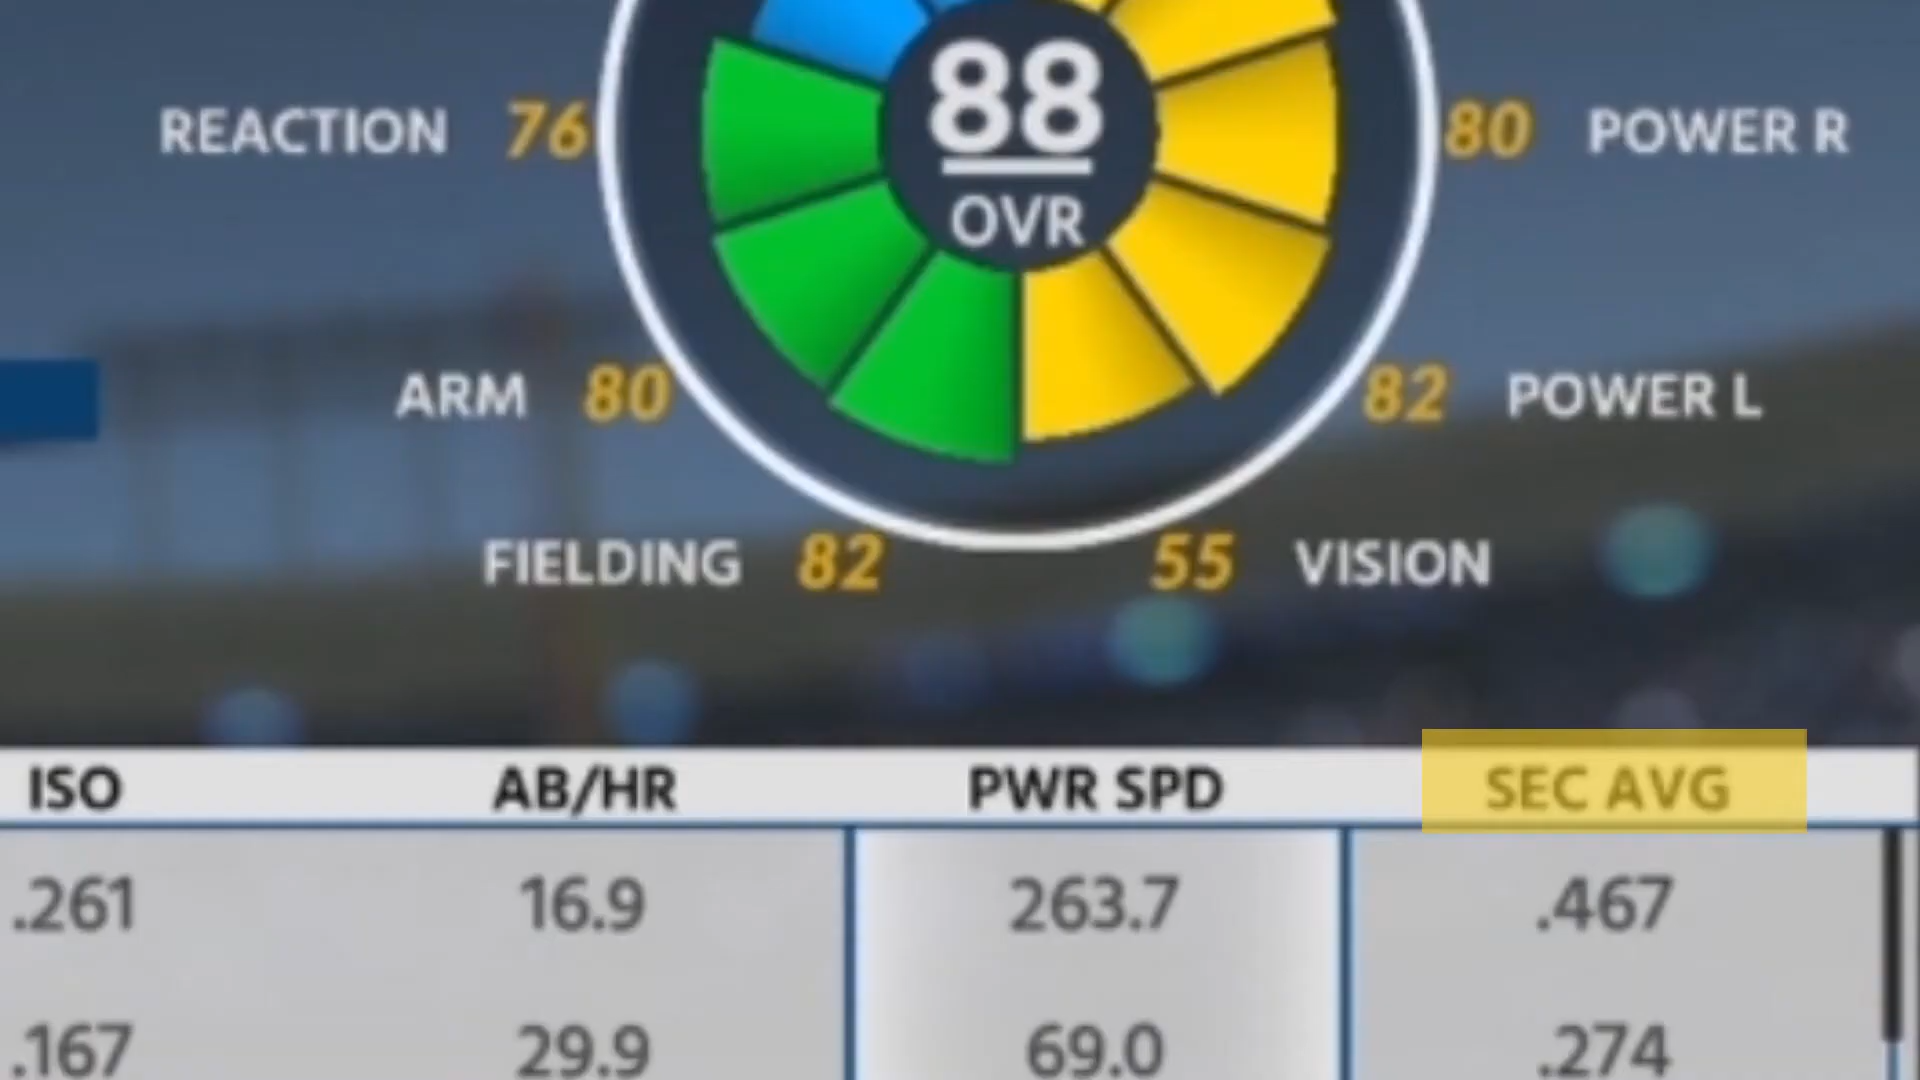 88
OVR
REACTION 76
80 POWER R
ARM 80
82 POWER L
FIELDING 82
55 VISION
ISO AB/HR PWR SPD SEC AVG
.261 16.9 263.7 .467
.167 29.9 69.0 .274